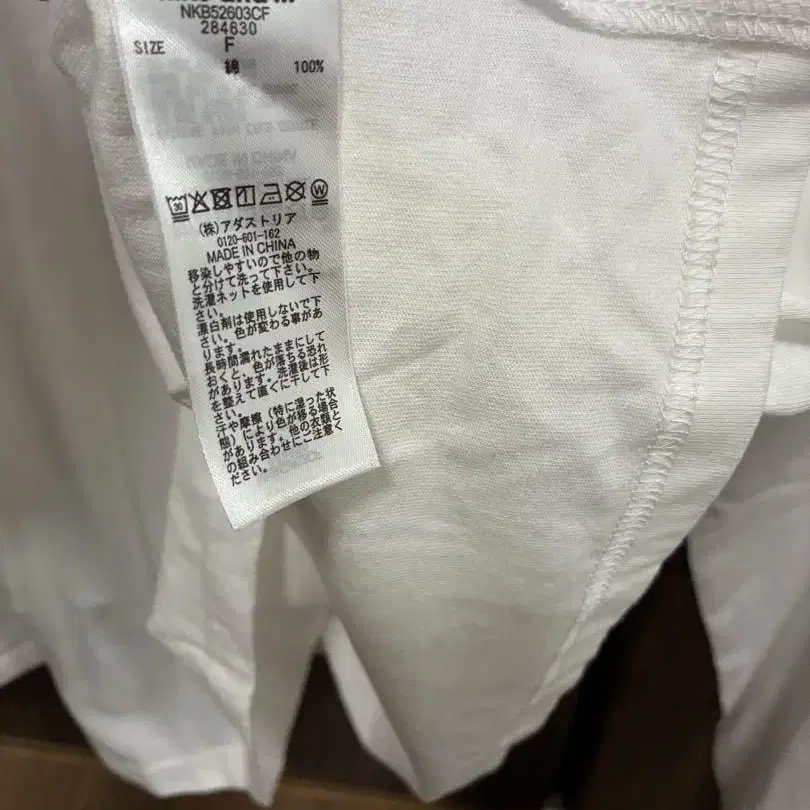 NKB52603CF
284630
SIZE F
綿 100%
(株)アダストリア
0120-601-162
MADE IN CHINA
移染しやすいので他の物
と分けて洗って下さい。
洗濯ネットを使用して下
さい。
漂白剤は使用しないで下
さい。色が変わる事があ
ります。
長時間濡れたままにして
おくと、色が落ちる恐れ
があります。洗濯後は形
を整えて直ぐに干して下
さい。
汗や摩擦(特に湿った状
態)により色が移る場合
があります。他の衣類と
の組み合わせにご注意く
ださい。